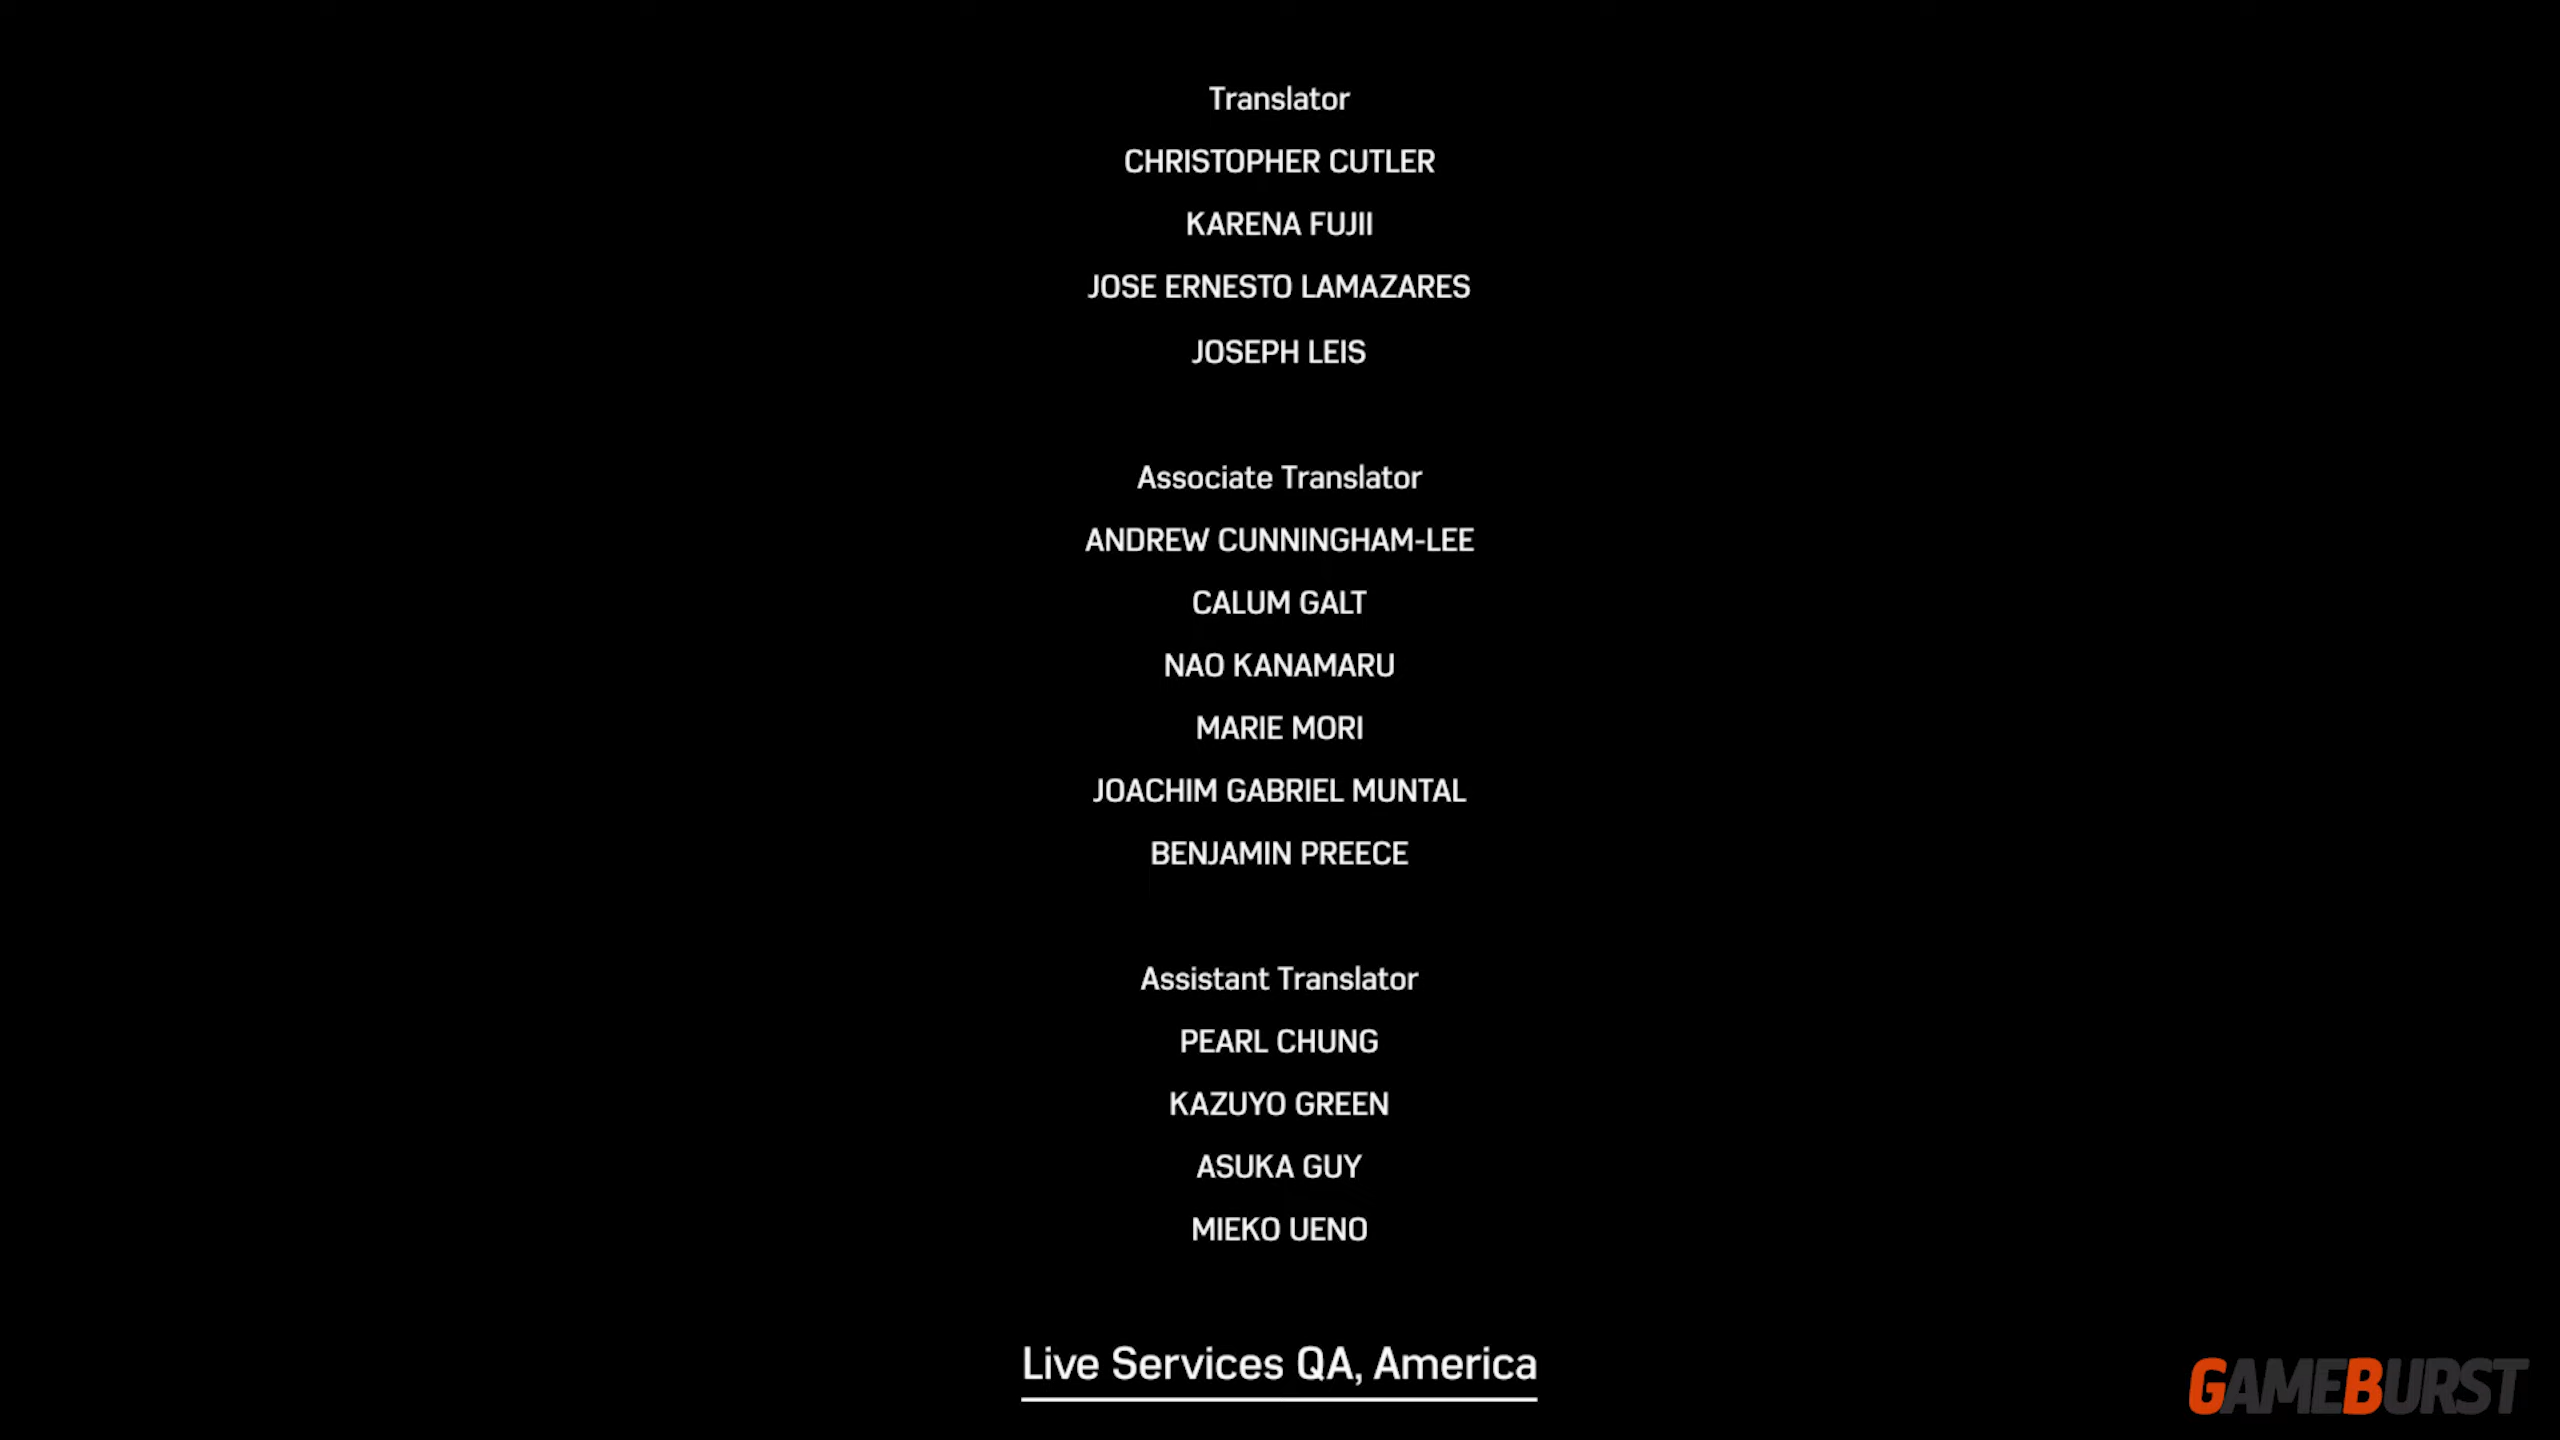 Translator
CHRISTOPHER CUTLER
KARENA FUJII
JOSE ERNESTO LAMAZARES
JOSEPH LEIS
Associate Translator
ANDREW CUNNINGHAM-LEE
CALUM GALT
NAO KANAMARU
MARIE MORI
JOACHIM GABRIEL MUNTAL
BENJAMIN PREECE
Assistant Translator
PEARL CHUNG
KAZUYO GREEN
ASUKA GUY
MIEKO UENO
Live Services QA, America
GAMEBURST